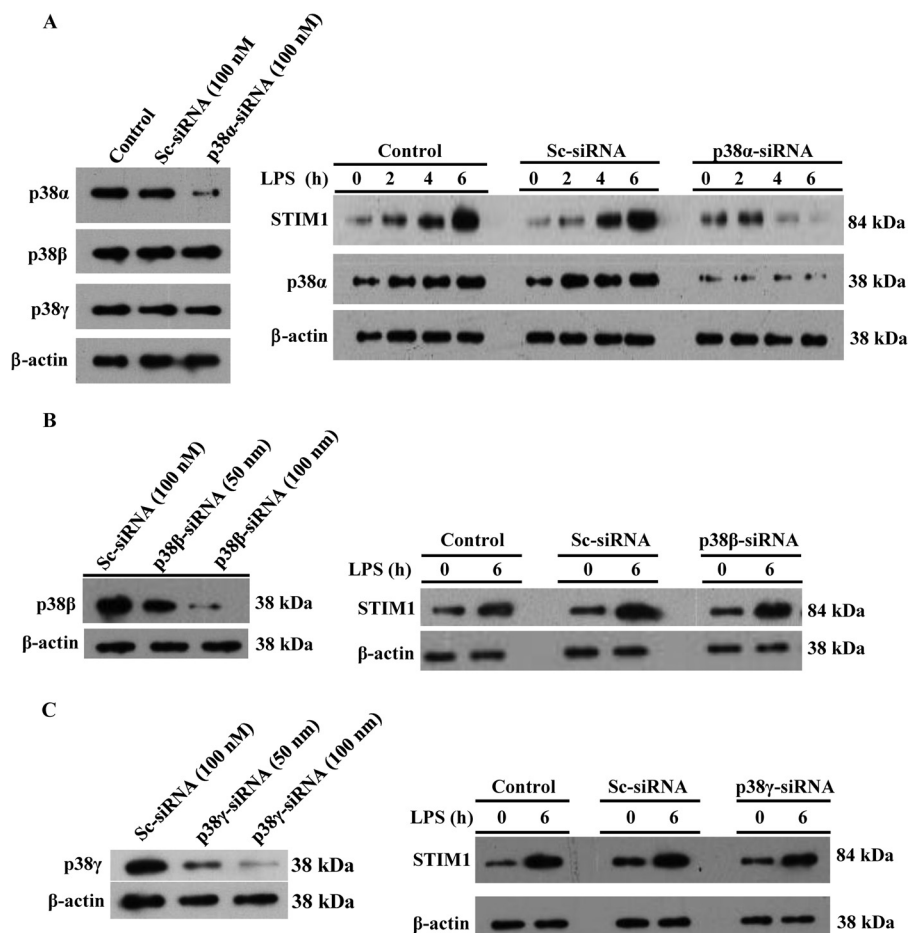 A
Control
Sc-siRNA (100 nM
p38α-siRNA (100 nM)
p38α
p38β
p38γ
β-actin
Control Sc-siRNA p38α-siRNA
LPS (h) 0 2 4 6 0 2 4 6 0 2 4 6
STIM1 84 kDa
p38α 38 kDa
β-actin 38 kDa
B
Sc-siRNA (100 nM)
p38β-siRNA (50 nm)
p38β-siRNA (100 nm)
p38β 38 kDa
β-actin 38 kDa
Control Sc-siRNA p38β-siRNA
LPS (h) 0 6 0 6 0 6
STIM1 84 kDa
β-actin 38 kDa
C
Sc-siRNA (100 nM)
p38γ-siRNA (50 nm)
p38γ-siRNA (100 nm)
p38γ 38 kDa
β-actin 38 kDa
Control Sc-siRNA p38γ-siRNA
LPS (h) 0 6 0 6 0 6
STIM1 84 kDa
β-actin 38 kDa